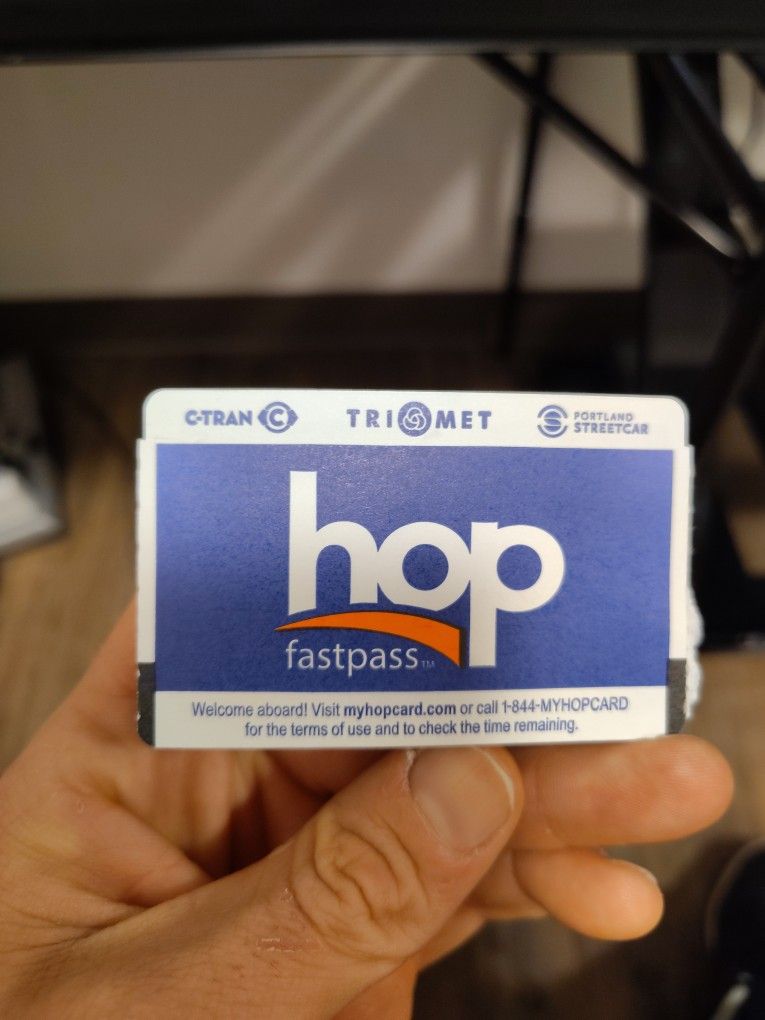 C-TRAN C
TRIMET
PORTLAND
STREETCAR
hop
fastpass™
Welcome aboard! Visit myhopcard.com or call 1-844-MYHOPCARD
for the terms of use and to check the time remaining.